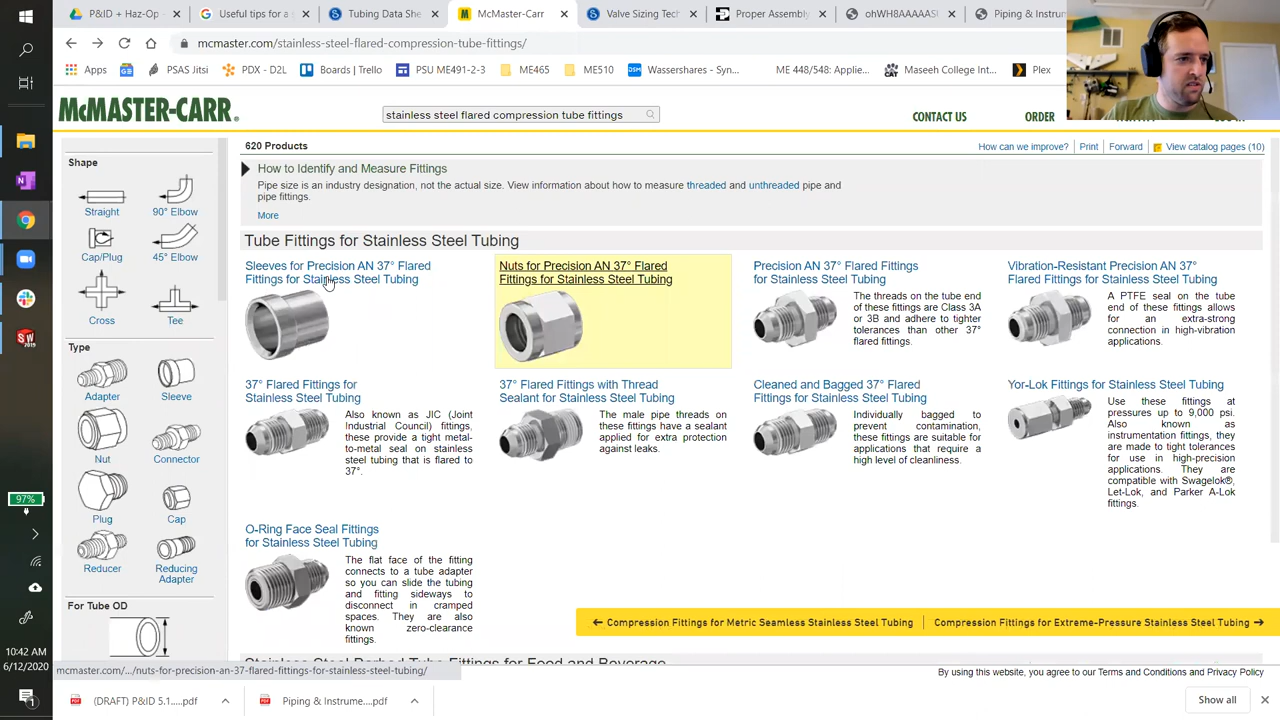 P&ID + Haz-Op
Useful tips for a s
Tubing Data She
McMaster-Carr
Valve Sizing Tech
Proper Assembly
ohWH8AAAAAS
Piping & Instrum
mcmaster.com/stainless-steel-flared-compression-tube-fittings/
Apps
PSAS Jitsi
PDX - D2L
Boards | Trello
PSU ME491-2-3
ME465
ME510
Wassershares - Syn...
ME 448/548: Applie...
Maseeh College Int...
Plex
McMASTER-CARR®
stainless steel flared compression tube fittings
CONTACT US
ORDER
620 Products
How can we improve?
Print
Forward
View catalog pages (10)
How to Identify and Measure Fittings
Pipe size is an industry designation, not the actual size. View information about how to measure threaded and unthreaded pipe and
pipe fittings.
More
Shape
Straight
90° Elbow
Cap/Plug
45° Elbow
Cross
Tee
Type
Adapter
Sleeve
Nut
Connector
Plug
Cap
Reducer
Reducing
Adapter
For Tube OD
Tube Fittings for Stainless Steel Tubing
Sleeves for Precision AN 37° Flared
Fittings for Stainless Steel Tubing
Nuts for Precision AN 37° Flared
Fittings for Stainless Steel Tubing
Precision AN 37° Flared Fittings
for Stainless Steel Tubing
The threads on the tube end
of these fittings are Class 3A
or 3B and adhere to tighter
tolerances than other 37°
flared fittings.
Vibration-Resistant Precision AN 37°
Flared Fittings for Stainless Steel Tubing
A PTFE seal on the tube
end of these fittings allows
for an extra-strong
connection in high-vibration
applications.
37° Flared Fittings for
Stainless Steel Tubing
Also known as JIC (Joint
Industrial Council) fittings,
these provide a tight metal-
to-metal seal on stainless
steel tubing that is flared to
37°.
37° Flared Fittings with Thread
Sealant for Stainless Steel Tubing
The male pipe threads on
these fittings have a sealant
applied for extra protection
against leaks.
Cleaned and Bagged 37° Flared
Fittings for Stainless Steel Tubing
Individually bagged to
prevent contamination,
these fittings are suitable for
applications that require a
high level of cleanliness.
Yor-Lok Fittings for Stainless Steel Tubing
Use these fittings at
pressures up to 9,000 psi.
Also known as
instrumentation fittings, they
are made to tight tolerances
for use in high-precision
applications. They are
compatible with Swagelok®,
Let-Lok, and Parker A-Lok
fittings.
O-Ring Face Seal Fittings
for Stainless Steel Tubing
The flat face of the fitting
connects to a tube adapter
so you can slide the tubing
and fitting sideways to
disconnect in cramped
spaces. They are also
known zero-clearance
fittings.
← Compression Fittings for Metric Seamless Stainless Steel Tubing
Compression Fittings for Extreme-Pressure Stainless Steel Tubing →
Stainless Steel Barbed Tube Fittings for Food and Beverage
mcmaster.com/.../nuts-for-precision-an-37-flared-fittings-for-stainless-steel-tubing/
By using this website, you agree to our Terms and Conditions and Privacy Policy
97%
10:42 AM
6/12/2020
1
(DRAFT) P&ID 5.1.....pdf
Piping & Instrume....pdf
Show all